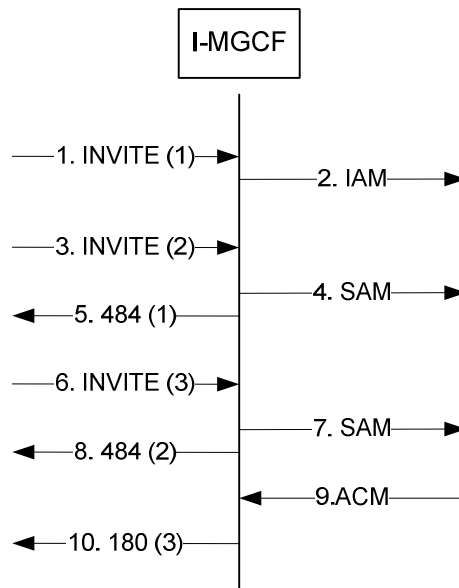 I-MGCF
1. INVITE (1)
2. IAM
3. INVITE (2)
4. SAM
5. 484 (1)
6. INVITE (3)
7. SAM
8. 484 (2)
9.ACM
10. 180 (3)